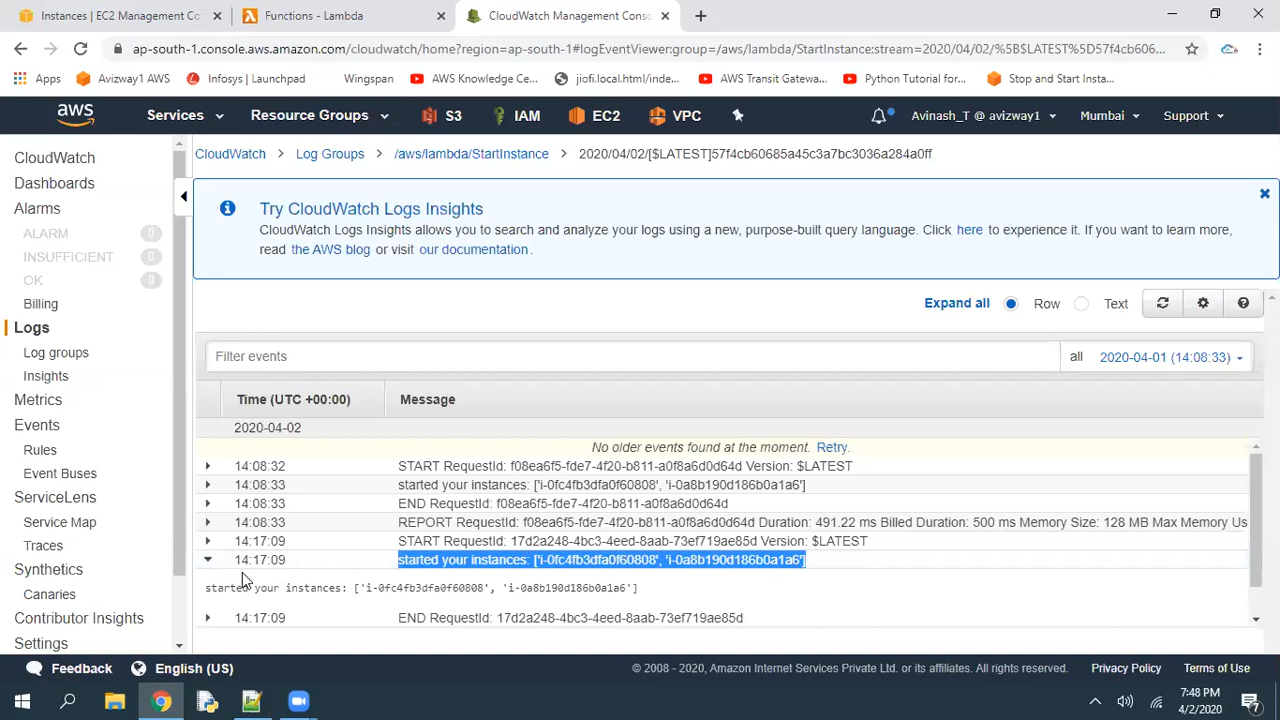 Instances | EC2 Management Con
Functions - Lambda
CloudWatch Management Conso
ap-south-1.console.aws.amazon.com/cloudwatch/home?region=ap-south-1#logEventViewer:group=/aws/lambda/StartInstance:stream=2020/04/02/%5B$LATEST%5D57f4cb606...
Apps
Avizway1 AWS
Infosys | Launchpad
Wingspan
AWS Knowledge Ce...
jiofi.local.html/inde...
AWS Transit Gatewa...
Python Tutorial for...
Stop and Start Insta...
aws
Services
Resource Groups
S3
IAM
EC2
VPC
Avinash_T @ avizway1
Mumbai
Support
CloudWatch
Dashboards
Alarms
ALARM 0
INSUFFICIENT 0
OK 0
Billing
Logs
Log groups
Insights
Metrics
Events
Rules
Event Buses
ServiceLens
Service Map
Traces
Synthetics
Canaries
Contributor Insights
Settings
CloudWatch > Log Groups > /aws/lambda/StartInstance > 2020/04/02/[$LATEST]57f4cb60685a45c3a7bc3036a284a0ff
Try CloudWatch Logs Insights
CloudWatch Logs Insights allows you to search and analyze your logs using a new, purpose-built query language. Click here to experience it. If you want to learn more,
read the AWS blog or visit our documentation.
Expand all Row Text
Filter events
all 2020-04-01 (14:08:33)
Time (UTC +00:00) Message
2020-04-02
No older events found at the moment. Retry.
14:08:32 START RequestId: f08ea6f5-fde7-4f20-b811-a0f8a6d0d64d Version: $LATEST
14:08:33 started your instances: ['i-0fc4fb3dfa0f60808', 'i-0a8b190d186b0a1a6']
14:08:33 END RequestId: f08ea6f5-fde7-4f20-b811-a0f8a6d0d64d
14:08:33 REPORT RequestId: f08ea6f5-fde7-4f20-b811-a0f8a6d0d64d Duration: 491.22 ms Billed Duration: 500 ms Memory Size: 128 MB Max Memory Us
14:17:09 START RequestId: 17d2a248-4bc3-4eed-8aab-73ef719ae85d Version: $LATEST
14:17:09 started your instances: ['i-0fc4fb3dfa0f60808', 'i-0a8b190d186b0a1a6']
started your instances: ['i-0fc4fb3dfa0f60808', 'i-0a8b190d186b0a1a6']
14:17:09 END RequestId: 17d2a248-4bc3-4eed-8aab-73ef719ae85d
Feedback
English (US)
© 2008 - 2020, Amazon Internet Services Private Ltd. or its affiliates. All rights reserved.
Privacy Policy
Terms of Use
7:48 PM
4/2/2020
7